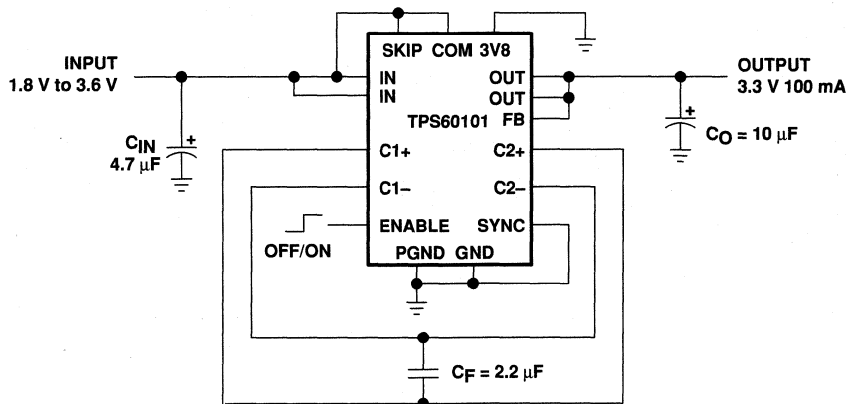 SKIP COM 3V8
INPUT
1.8 V to 3.6 V
IN
IN
OUT
OUT
FB
TPS60101
OUTPUT
3.3 V 100 mA
CIN
4.7 μF
+
+
CO = 10 μF
C1+
C2+
C1–
C2–
ENABLE
SYNC
OFF/ON
PGND GND
CF = 2.2 μF